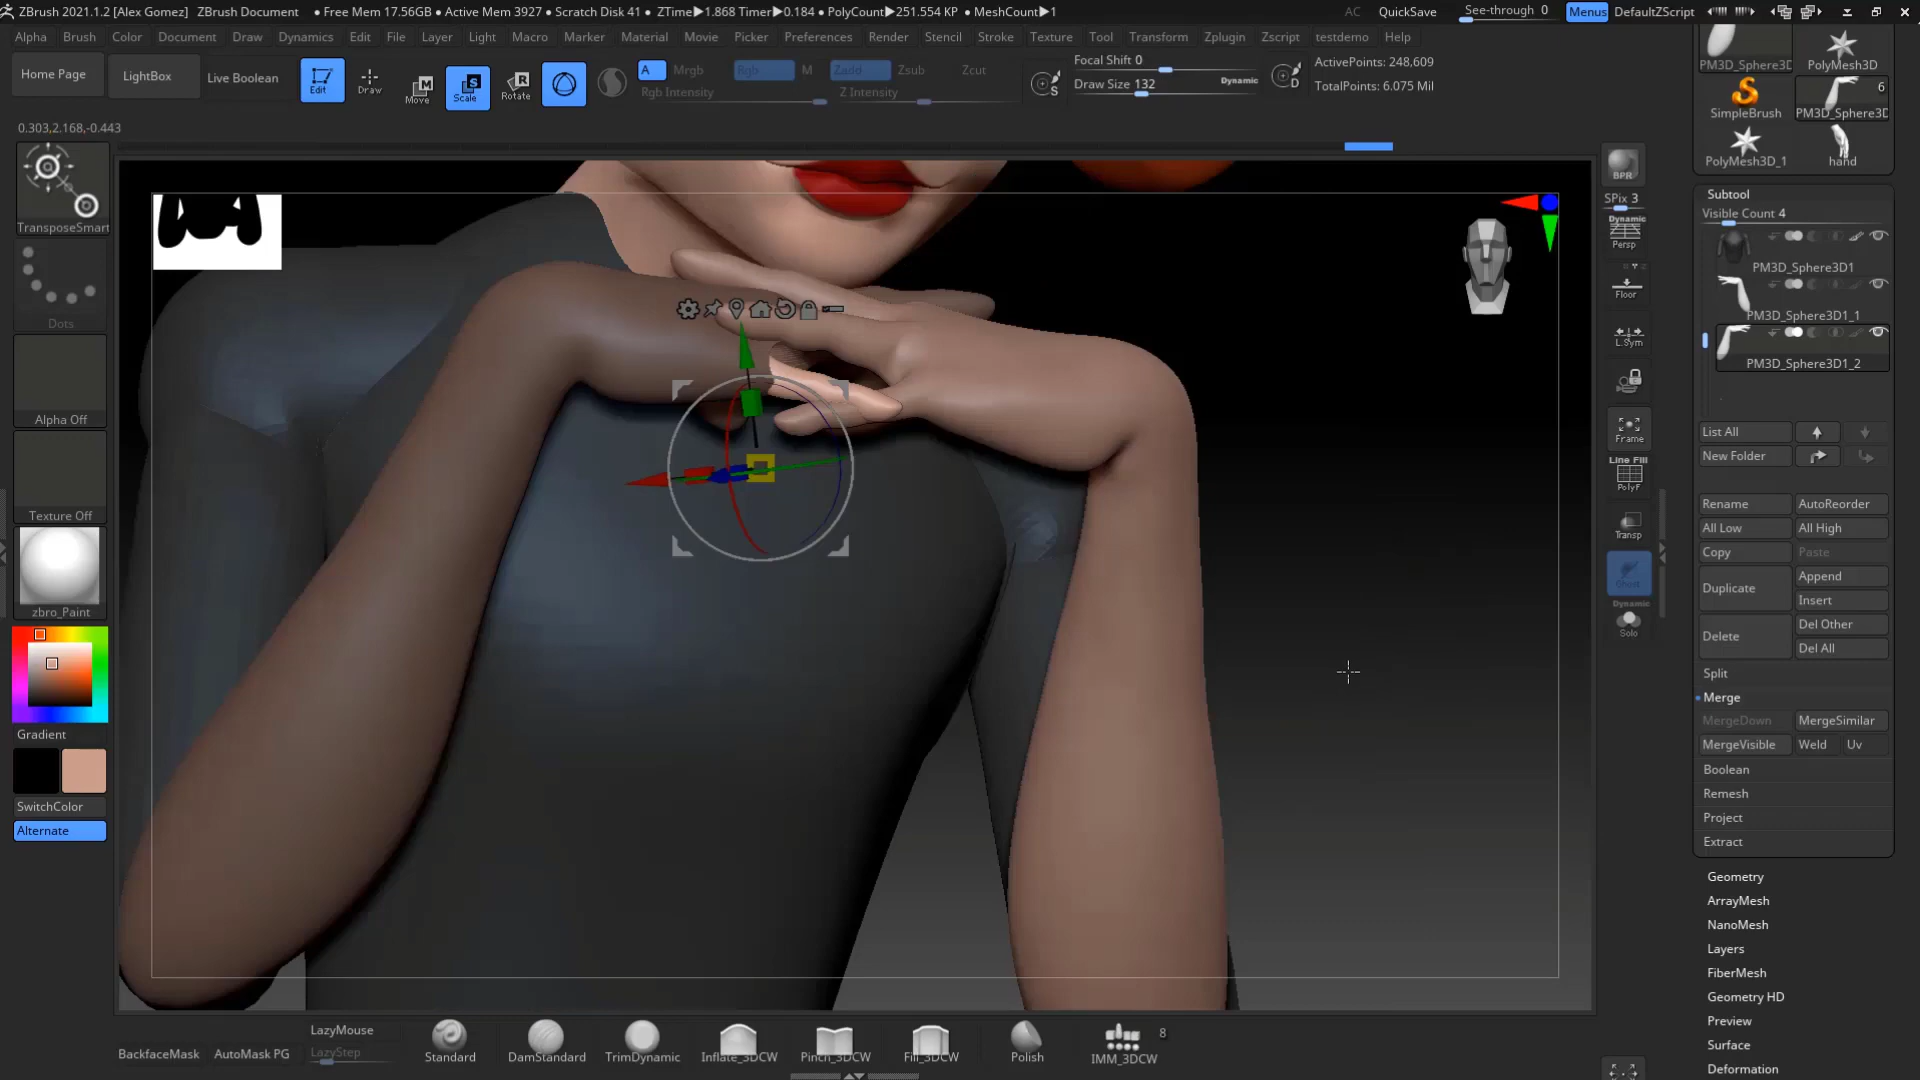 ZBrush 2021.1.2 [Alex Gomez] ZBrush Document • Free Mem 17.56GB • Active Mem 3927 • Scratch Disk 41 • ZTime▶1.868 Timer▶0.184 • PolyCount▶251.554 KP • MeshCount▶1 AC QuickSave See-through 0 Menus DefaultZScript
Alpha Brush Color Document Draw Dynamics Edit File Layer Light Macro Marker Material Movie Picker Preferences Render Stencil Stroke Texture Tool Transform Zplugin Zscript testdemo Help
Home Page LightBox Live Boolean Edit Draw Move Scale Rotate A Mrgb Rgb M Zadd Zsub Zcut
Rgb Intensity Z Intensity
S Focal Shift 0
Draw Size 132 Dynamic D
ActivePoints: 248,609
TotalPoints: 6.075 Mil
0.303,2.168,-0.443
TransposeSmart
Dots
Alpha Off
Texture Off
zbro_Paint
Gradient
SwitchColor
Alternate
BPR
SPix 3
Dynamic
Persp
Floor
L.Sym
Frame
Line Fill
PolyF
Transp
Ghost
Dynamic
Solo
PM3D_Sphere3D PolyMesh3D
6
SimpleBrush PM3D_Sphere3D
PolyMesh3D_1 hand
Subtool
Visible Count 4
PM3D_Sphere3D1
PM3D_Sphere3D1_1
PM3D_Sphere3D1_2
List All
New Folder
Rename AutoReorder
All Low All High
Copy Paste
Duplicate Append
Insert
Delete Del Other
Del All
Split
Merge
MergeDown MergeSimilar
MergeVisible Weld Uv
Boolean
Remesh
Project
Extract
Geometry
ArrayMesh
NanoMesh
Layers
FiberMesh
Geometry HD
Preview
Surface
Deformation
BackfaceMask AutoMask PG
LazyMouse
LazyStep
Standard DamStandard TrimDynamic Inflate_3DCW Pinch_3DCW Fill_3DCW Polish IMM_3DCW 8